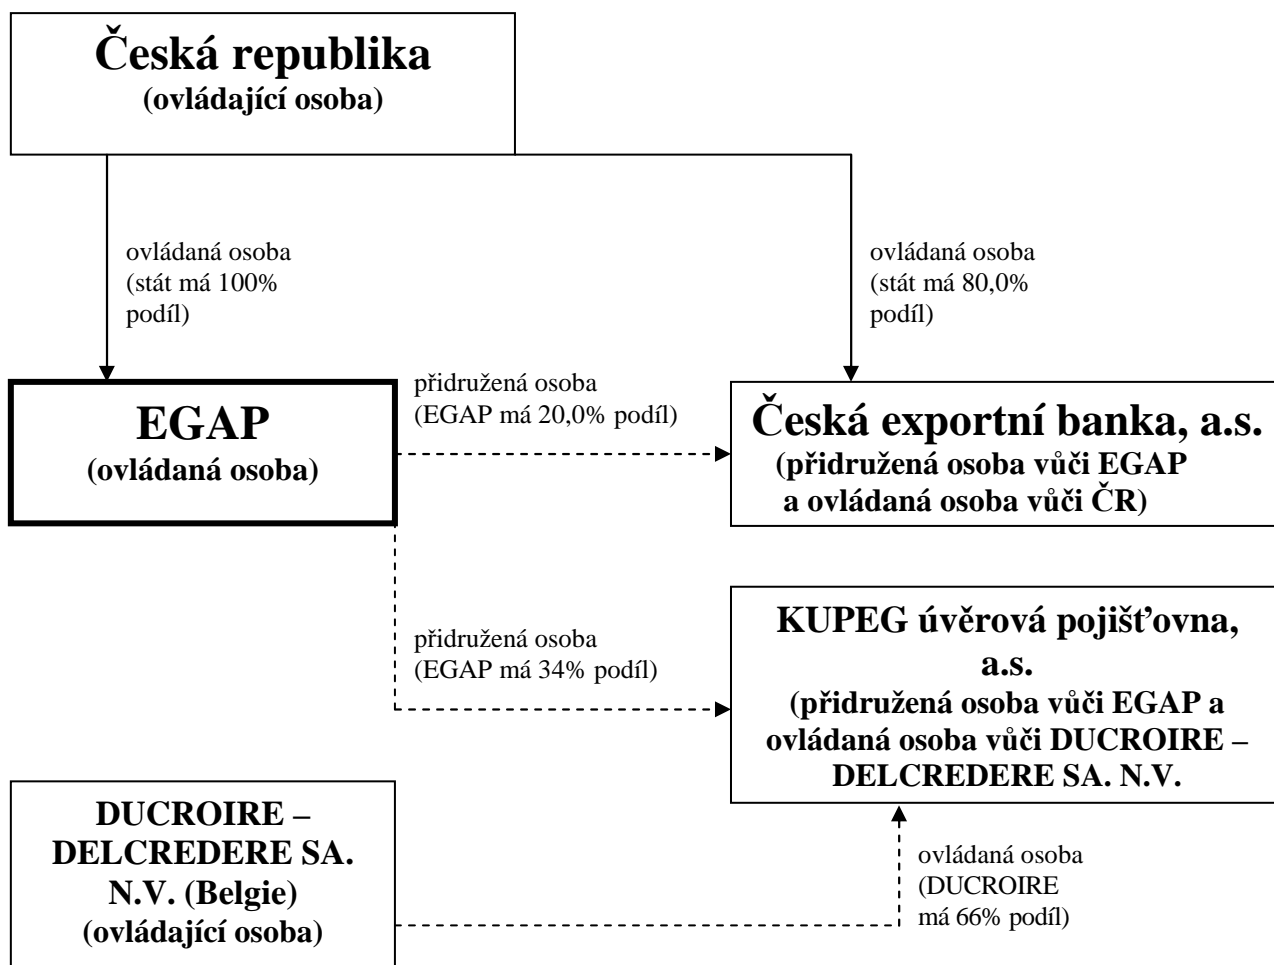 Česká republika
(ovládající osoba)
ovládaná osoba
(stát má 100%
podíl)
ovládaná osoba
(stát má 80,0%
podíl)
EGAP
(ovládaná osoba)
přidružená osoba
(EGAP má 20,0% podíl)
Česká exportní banka, a.s.
(přidružená osoba vůči EGAP
a ovládaná osoba vůči ČR)
přidružená osoba
(EGAP má 34% podíl)
KUPEG úvěrová pojišťovna,
a.s.
(přidružená osoba vůči EGAP a
ovládaná osoba vůči DUCROIRE –
DELCREDERE SA. N.V.
DUCROIRE –
DELCREDERE SA.
N.V. (Belgie)
(ovládající osoba)
ovládaná osoba
(DUCROIRE
má 66% podíl)